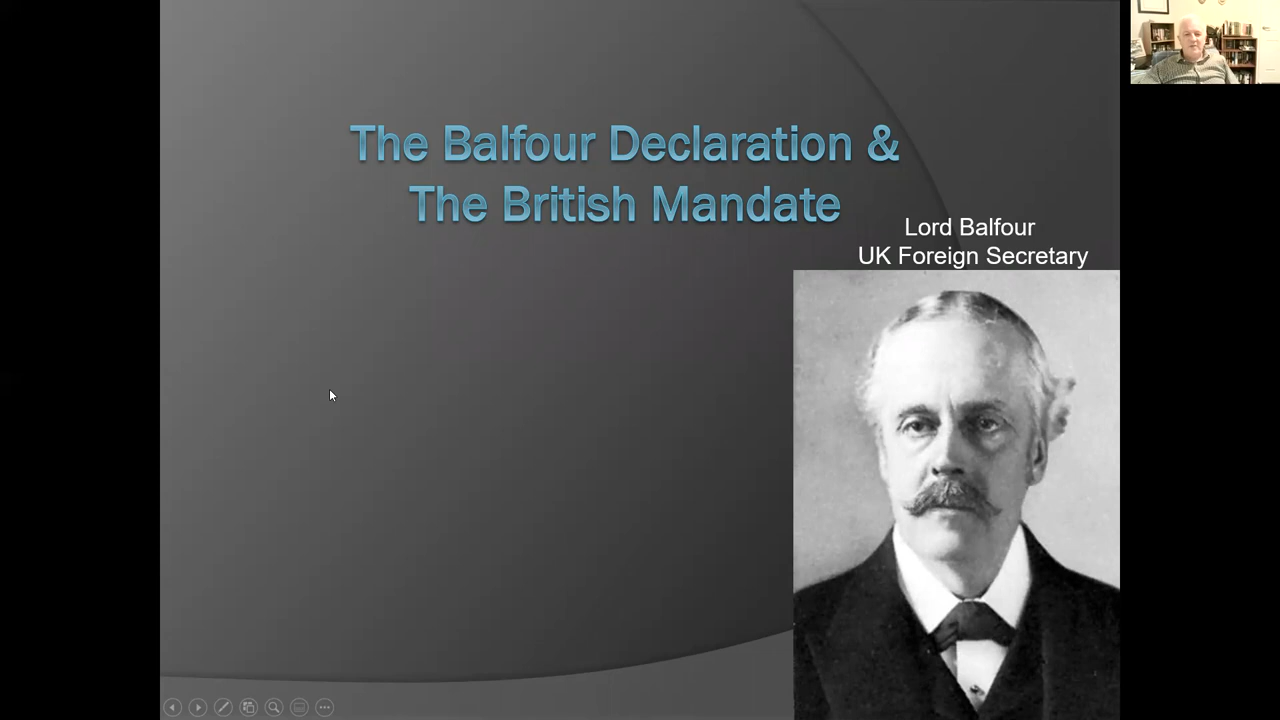 The Balfour Declaration &
The British Mandate
Lord Balfour
UK Foreign Secretary